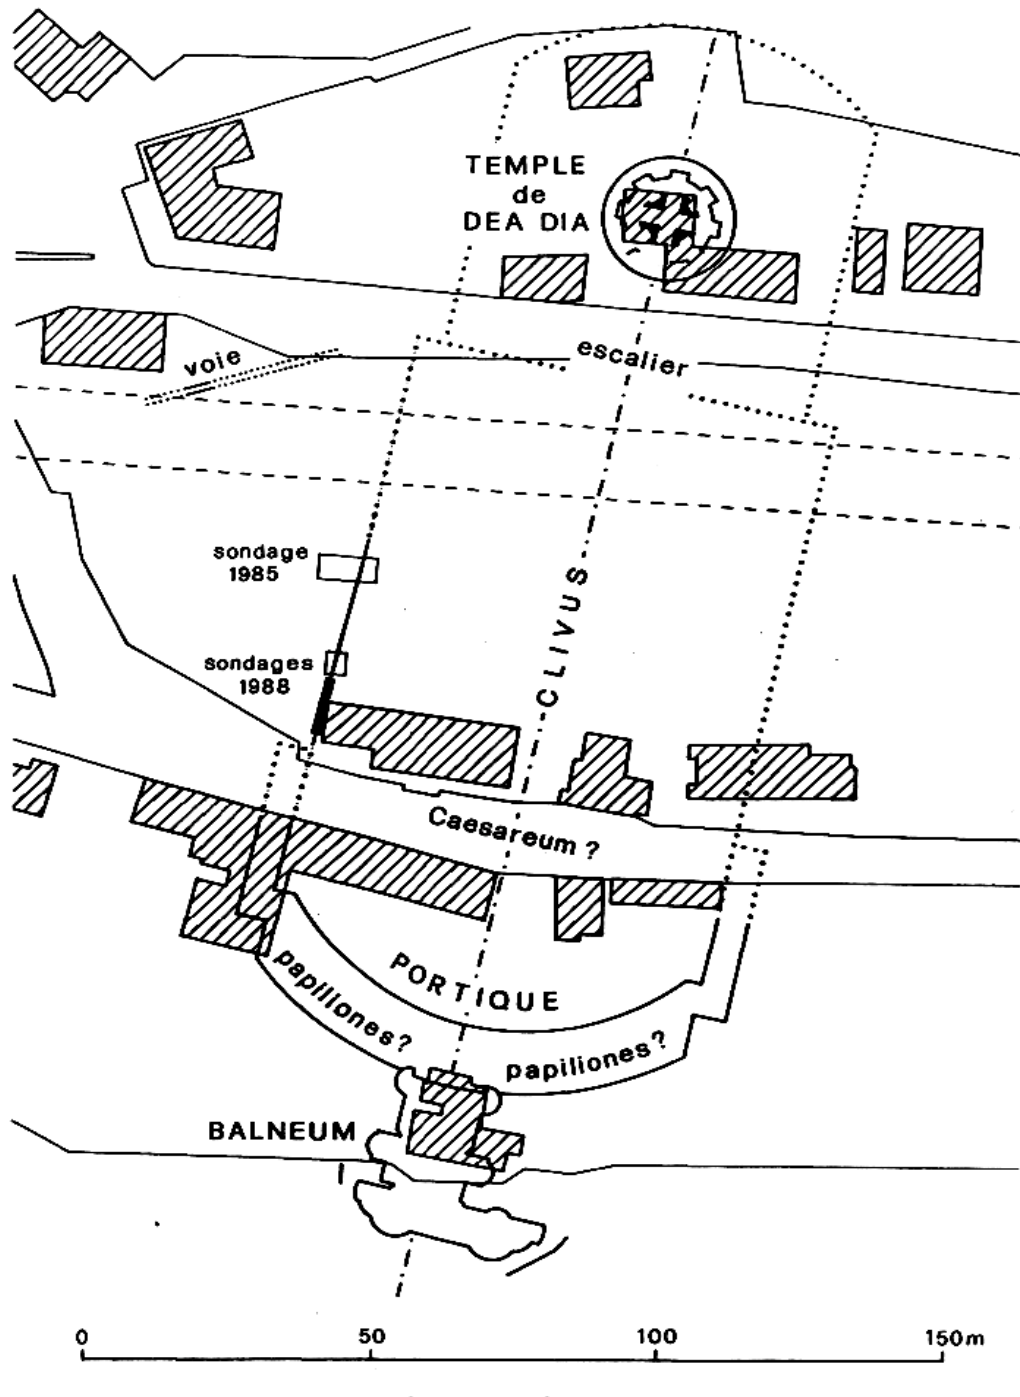 TEMPLE
de
DEA DIA
escalier
voie
sondage
1985
CLIVUS
sondages
1988
Caesareum ?
PORTIQUE
papiliones ?
papiliones ?
BALNEUM
0 50 100 150m